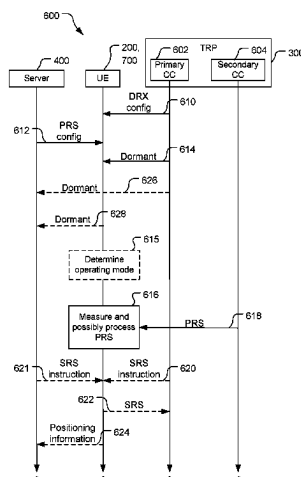 600
400
200,
700
TRP
602
604
300
Server
UE
Primary
CC
Secondary
CC
DRX
config
610
612
PRS
config
Dormant
614
Dormant
626
Dormant
628
615
Determine
operating mode
616
Measure and
possibly process
PRS
PRS
618
621
SRS
instruction
SRS
instruction
620
622
SRS
Positioning
information
624